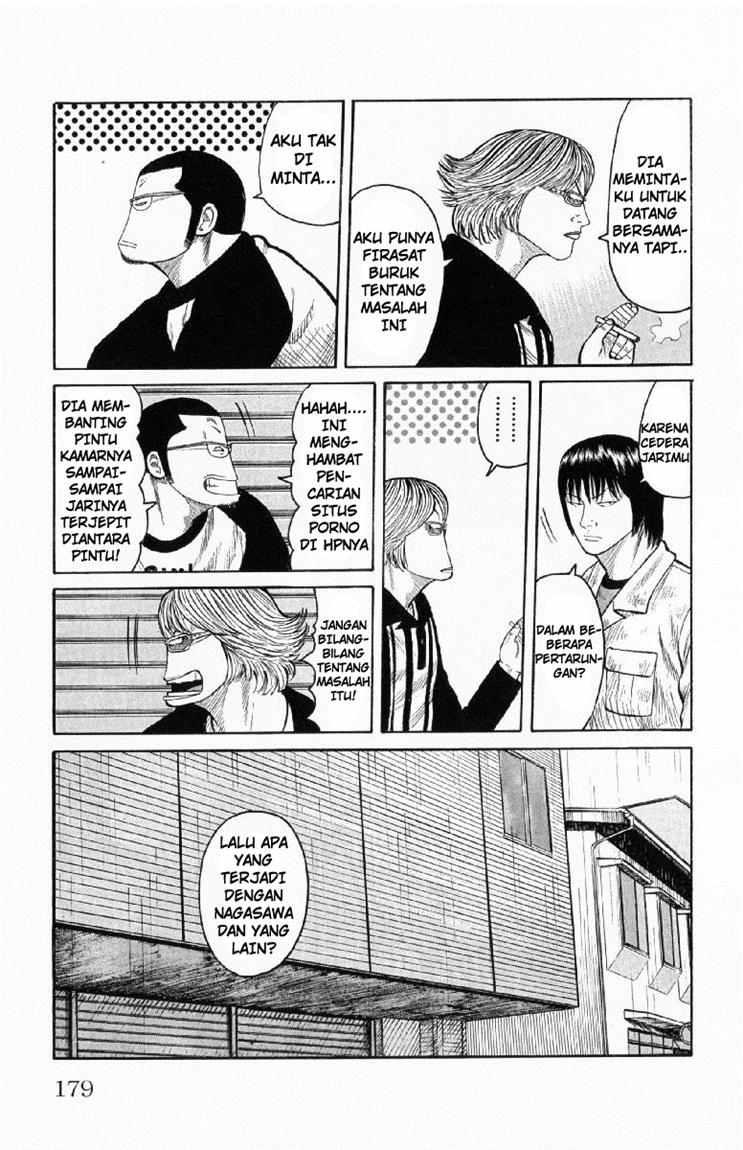 DIA
MEMINTA-
KU UNTUK
DATANG
BERSAMA-
NYA TAPI..
AKU PUNYA
FIRASAT
BURUK
TENTANG
MASALAH
INI
AKU TAK
DI
MINTA...
KARENA
CEDERA
JARIMU
DALAM BE-
BERAPA
PERTARUN-
GAN?
HAHAH....
INI
MENG-
HAMBAT
PEN-
CARIAN
SITUS
PORNO
DI HPNYA
DIA MEM-
BANTING
PINTU
KAMARNYA
SAMPAI-
SAMPAI
JARINYA
TERJEPIT
DIANTARA
PINTU!
JANGAN
BILANG-
BILANG
TENTANG
MASALAH
ITU!
LALU APA
YANG
TERJADI
DENGAN
NAGASAWA
DAN YANG
LAIN?
179